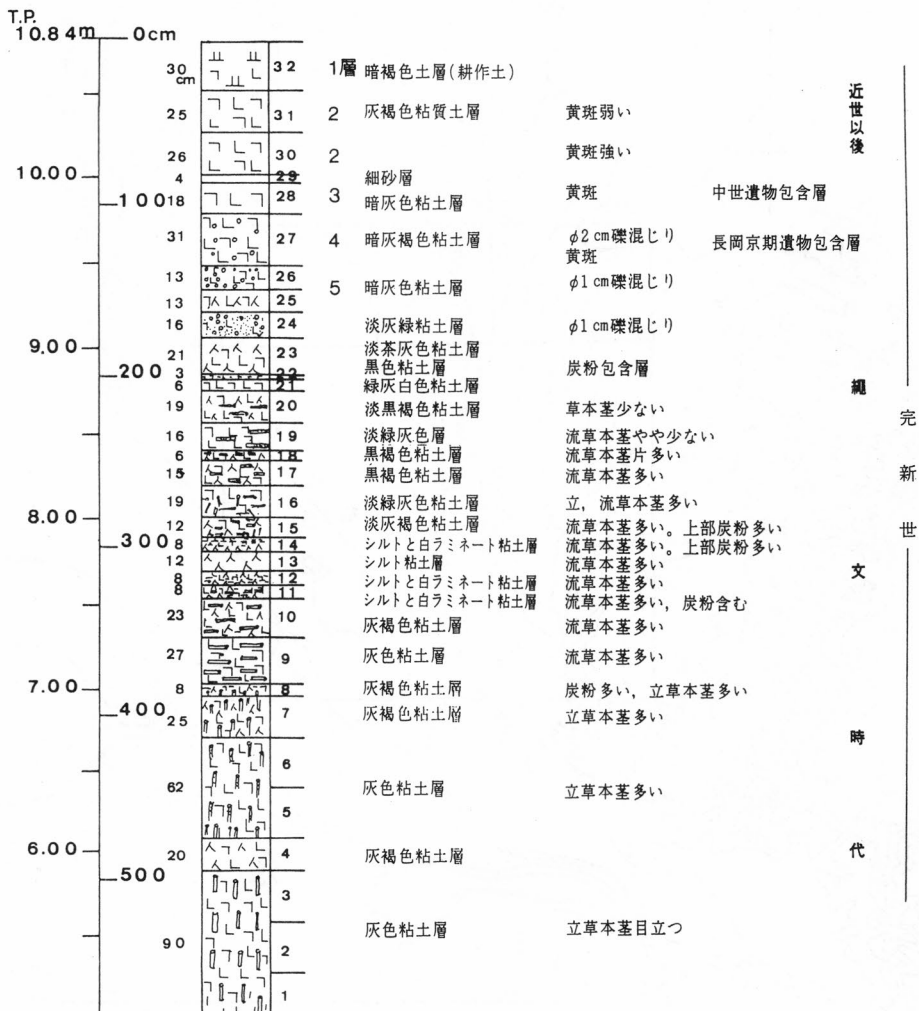 T.P.
10.84m 0cm
30cm 32 1層 暗褐色土層(耕作土)
25 31 2 灰褐色粘質土層 黄斑弱い
26 30 2 黄斑強い
近世以後
10.00
4 29 細砂層
100 18 28 3 暗灰色粘土層 黄斑 中世遺物包含層
31 27 4 暗灰褐色粘土層 φ2cm礫混じり 長岡京期遺物包含層
黄斑
13 26 5 暗灰色粘土層 φ1cm礫混じり
13 25
16 24 淡灰緑粘土層 φ1cm礫混じり
9.00
21 23 淡茶灰色粘土層
200 3 22 黒色粘土層 炭粉包含層
6 21 緑灰白色粘土層
19 20 淡黒褐色粘土層 草本茎少ない
16 19 淡緑灰色層 流草本茎やや少ない
6 18 黒褐色粘土層 流草本茎片多い
15 17 黒褐色粘土層 流草本茎多い
19 16 淡緑灰色粘土層 立,流草本茎多い
8.00
12 15 淡灰褐色粘土層 流草本茎多い。上部炭粉多い
300 8 14 シルトと白ラミネート粘土層 流草本茎多い。上部炭粉多い
12 13 シルト粘土層 流草本茎多い
8 12 シルトと白ラミネート粘土層 流草本茎多い
8 11 シルトと白ラミネート粘土層 流草本茎多い,炭粉含む
23 10 灰褐色粘土層 流草本茎多い
27 9 灰色粘土層 流草本茎多い
7.00
8 8 灰褐色粘土層 炭粉多い,立草本茎多い
400 25 7 灰褐色粘土層 立草本茎多い
6
62 灰色粘土層 立草本茎多い
5
6.00
20 4 灰褐色粘土層
500
3
90 灰色粘土層 立草本茎目立つ
2
1
縄文時代
完新世